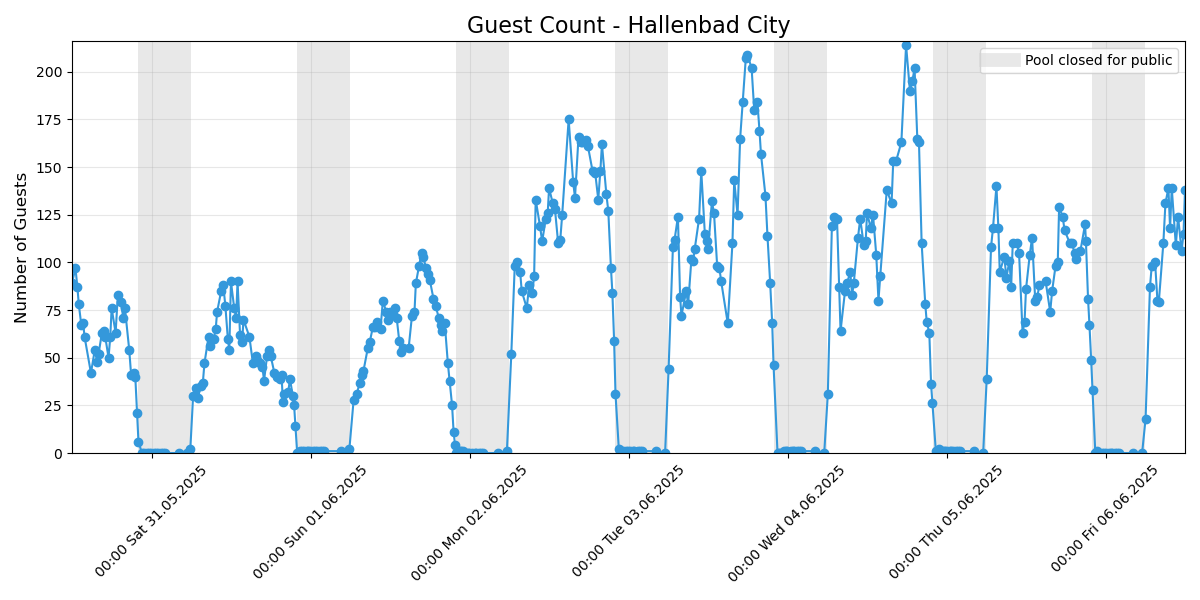 Guest Count - Hallenbad City
Pool closed for public
Number of Guests
200
175
150
125
100
75
50
25
0
00:00 Sat 31.05.2025
00:00 Sun 01.06.2025
00:00 Mon 02.06.2025
00:00 Tue 03.06.2025
00:00 Wed 04.06.2025
00:00 Thu 05.06.2025
00:00 Fri 06.06.2025